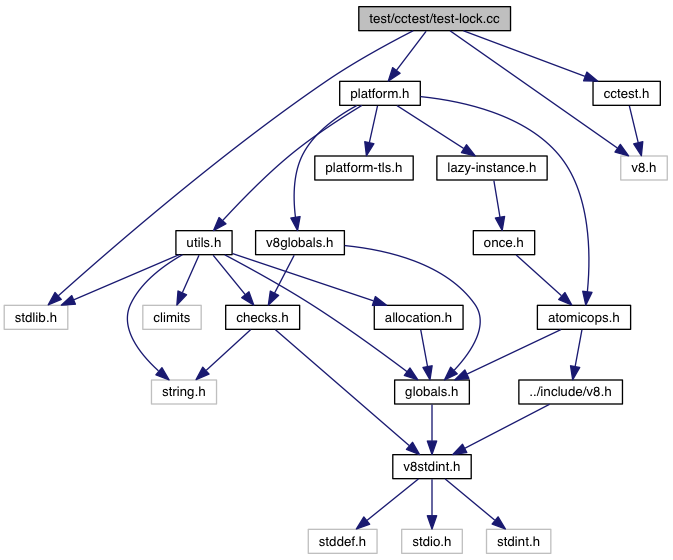 test/cctest/test-lock.cc
platform.h
cctest.h
platform-tls.h
lazy-instance.h
v8.h
utils.h
v8globals.h
once.h
stdlib.h
climits
checks.h
allocation.h
atomicops.h
string.h
globals.h
../include/v8.h
v8stdint.h
stddef.h
stdio.h
stdint.h